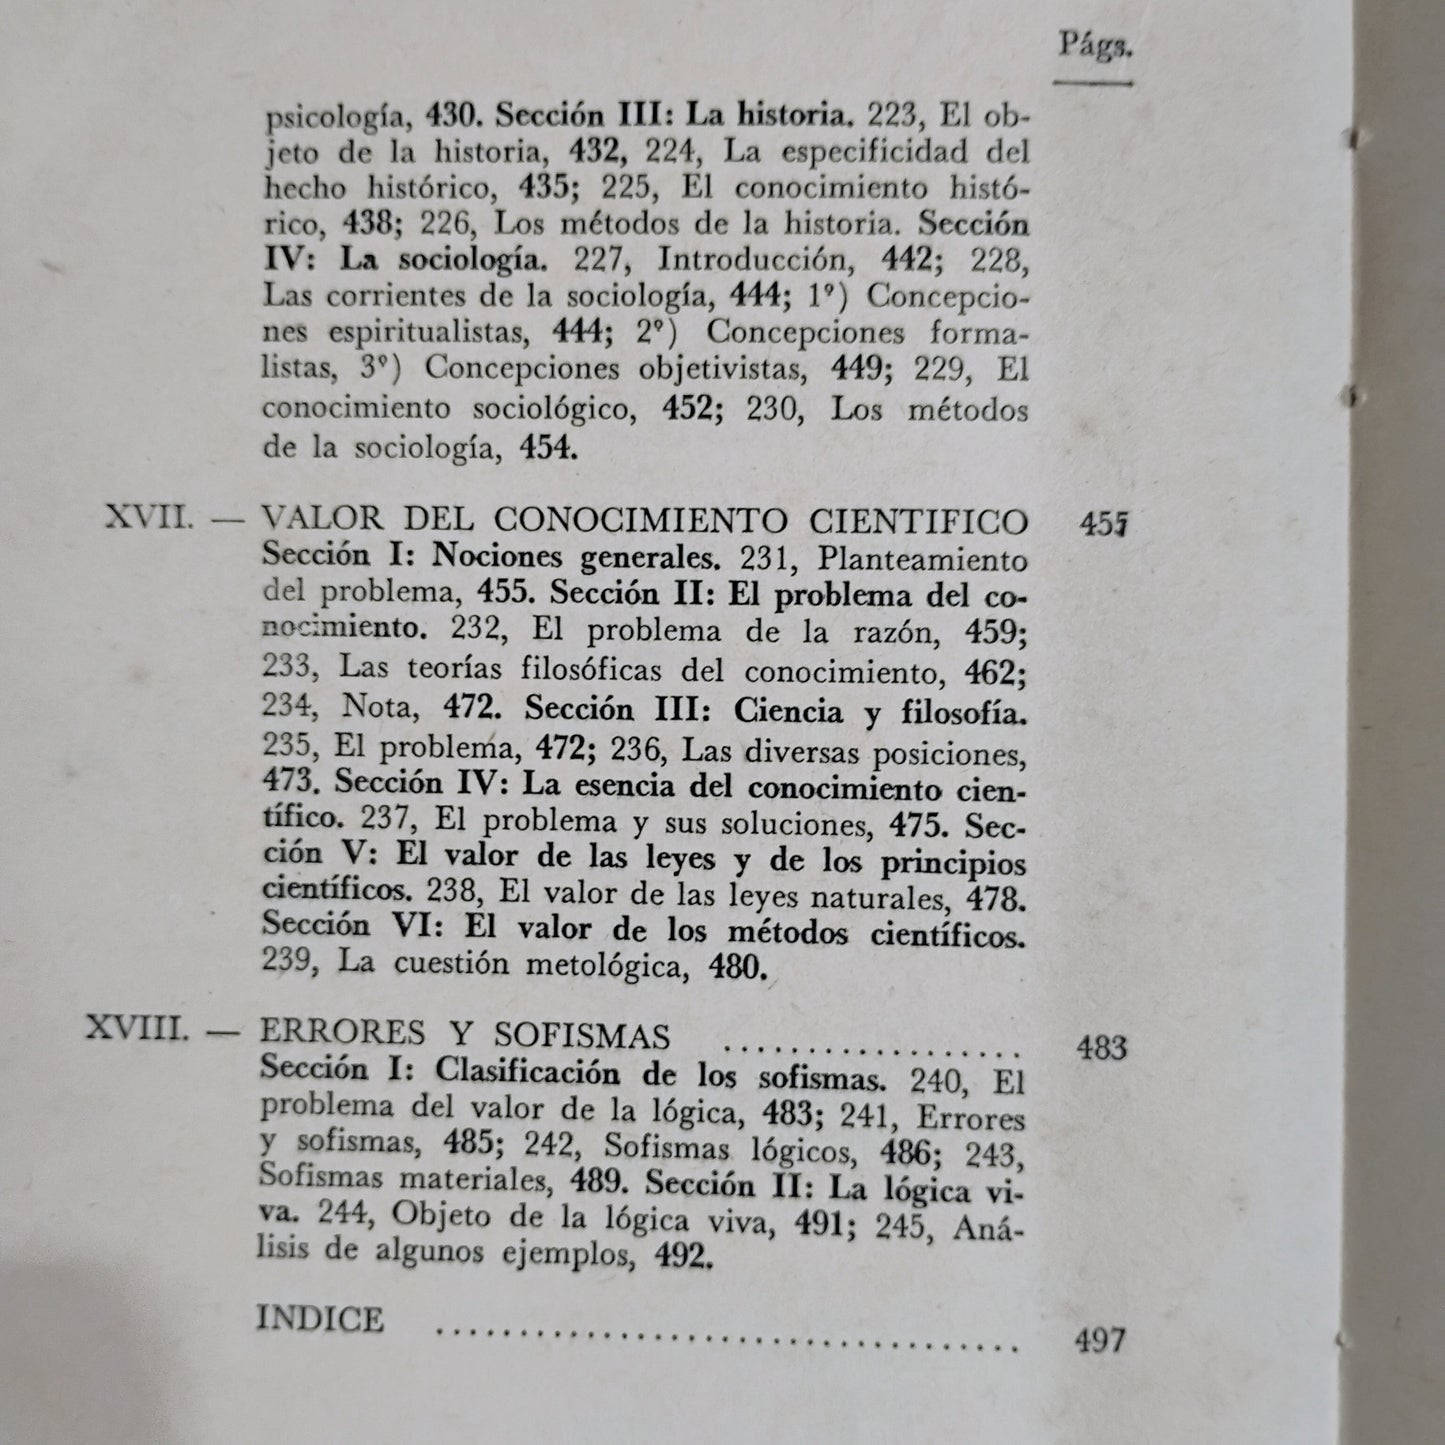 Págs.
psicología, 430. Sección III: La historia. 223, El ob-
jeto de la historia, 432, 224, La especificidad del
hecho histórico, 435; 225, El conocimiento histó-
rico, 438; 226, Los métodos de la historia. Sección
IV: La sociología. 227, Introducción, 442; 228,
Las corrientes de la sociología, 444; 1º) Concepcio-
nes espiritualistas, 444; 2º) Concepciones forma-
listas, 3º) Concepciones objetivistas, 449; 229, El
conocimiento sociológico, 452; 230, Los métodos
de la sociología, 454.
XVII. — VALOR DEL CONOCIMIENTO CIENTIFICO 455
Sección I: Nociones generales. 231, Planteamiento
del problema, 455. Sección II: El problema del co-
nocimiento. 232, El problema de la razón, 459;
233, Las teorías filosóficas del conocimiento, 462;
234, Nota, 472. Sección III: Ciencia y filosofía.
235, El problema, 472; 236, Las diversas posiciones,
473. Sección IV: La esencia del conocimiento cien-
tífico. 237, El problema y sus soluciones, 475. Sec-
ción V: El valor de las leyes y de los principios
científicos. 238, El valor de las leyes naturales, 478.
Sección VI: El valor de los métodos científicos.
239, La cuestión metológica, 480.
XVIII. — ERRORES Y SOFISMAS .................. 483
Sección I: Clasificación de los sofismas. 240, El
problema del valor de la lógica, 483; 241, Errores
y sofismas, 485; 242, Sofismas lógicos, 486; 243,
Sofismas materiales, 489. Sección II: La lógica vi-
va. 244, Objeto de la lógica viva, 491; 245, Aná-
lisis de algunos ejemplos, 492.
INDICE ................................... 497